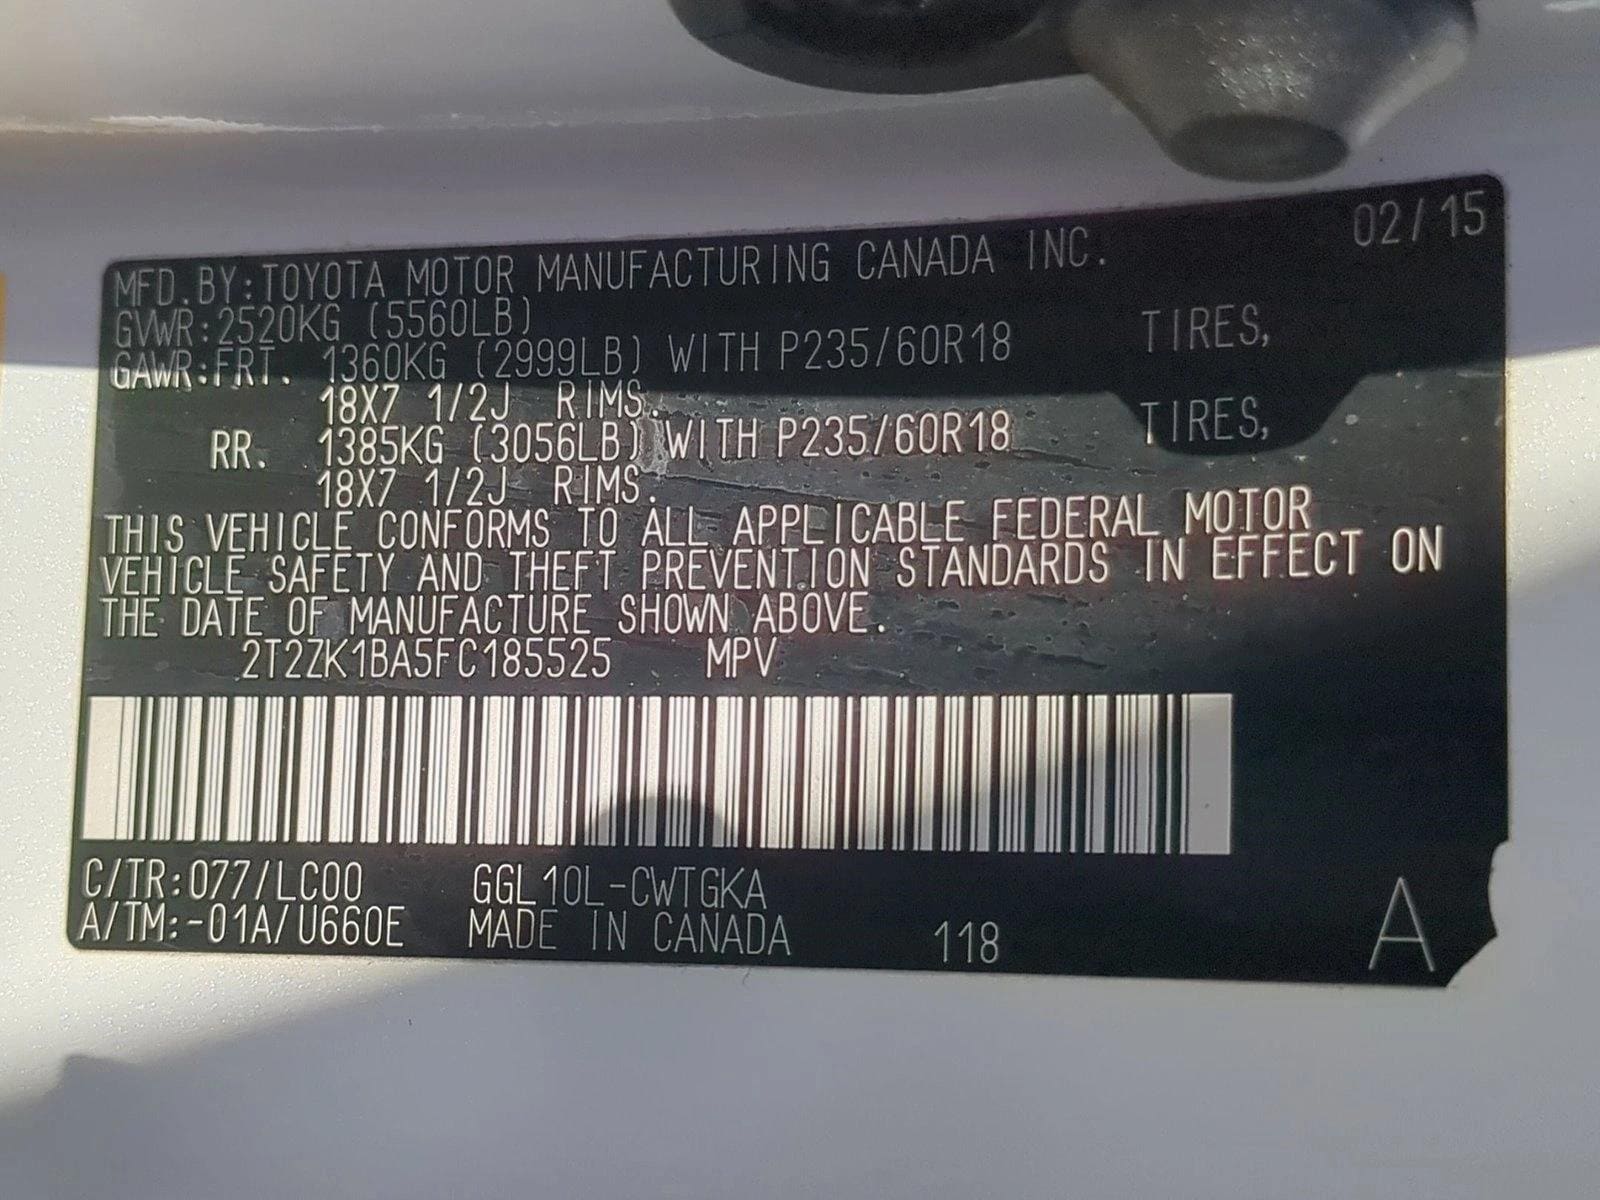 02/15
MFD.BY:TOYOTA MOTOR MANUFACTURING CANADA INC.
GVWR:2520KG (5560LB)
GAWR:FRT. 1360KG (2999LB) WITH P235/60R18 TIRES,
18X7 1/2J RIMS.
RR. 1385KG (3056LB) WITH P235/60R18 TIRES,
18X7 1/2J RIMS.
THIS VEHICLE CONFORMS TO ALL APPLICABLE FEDERAL MOTOR
VEHICLE SAFETY AND THEFT PREVENTION STANDARDS IN EFFECT ON
THE DATE OF MANUFACTURE SHOWN ABOVE.
2T2ZK1BA5FC185525 MPV
C/TR:077/LC00 GGL10L-CWTGKA
A/TM:-01A/U660E MADE IN CANADA 118 A